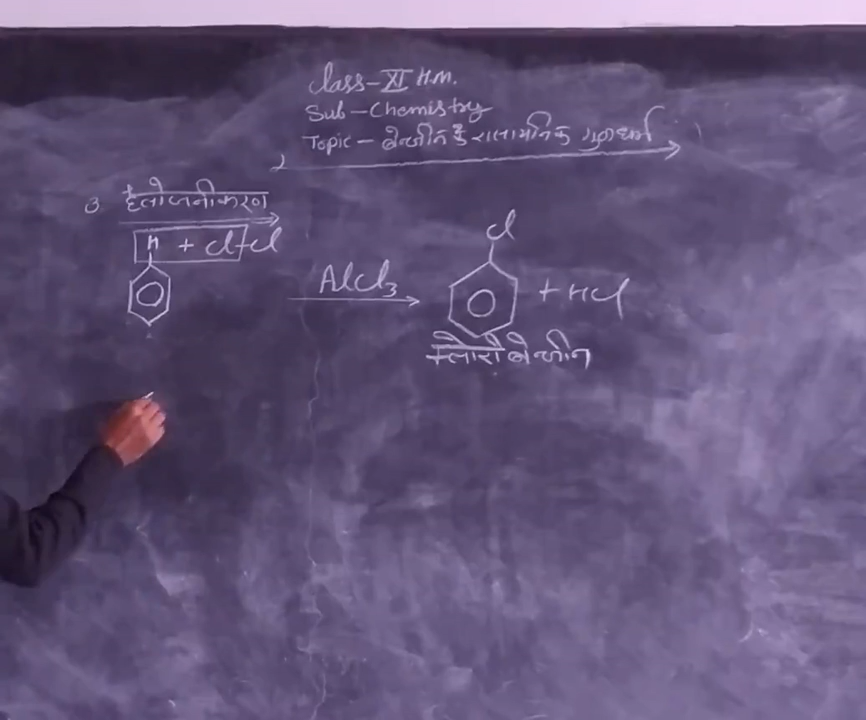 Class-XI H.M.
Sub-Chemistry
Topic - बेन्जीन के रासायनिक गुणधर्म
3. हैलोजनीकरण
H + Cl-Cl
AlCl₃
Cl
+ HCl
क्लोरो बेन्जीन